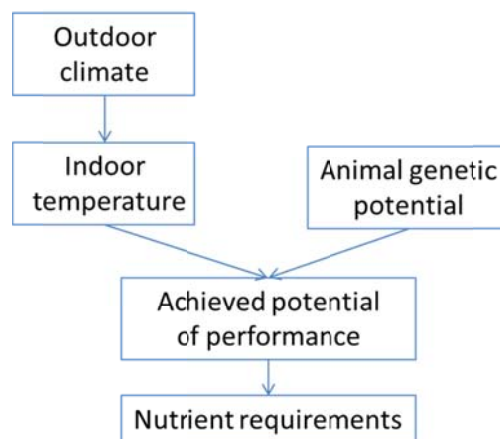 Outdoor
climate
Indoor
temperature
Animal genetic
potential
Achieved potential
of performance
Nutrient requirements